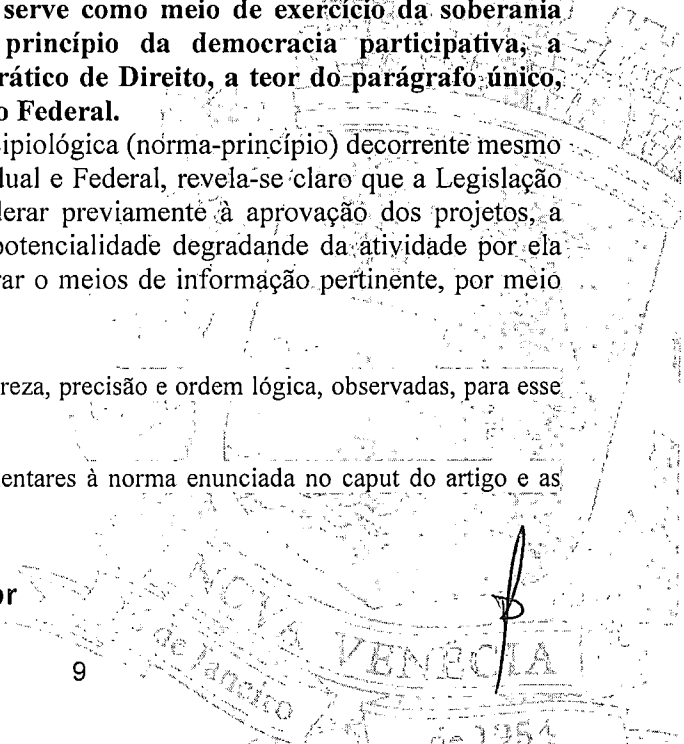 serve como meio de exercício da soberania
princípio da democracia participativa, a
rático de Direito, a teor do parágrafo único,
o Federal.
cipiológica (norma-princípio) decorrente mesmo
dual e Federal, revela-se claro que a Legislação
derar previamente à aprovação dos projetos, a
potencialidade degradande da atividade por ela
rar o meios de informação pertinente, por meio
reza, precisão e ordem lógica, observadas, para esse
entares à norma enunciada no caput do artigo e as
or
9
NOVA VENÉCIA
de Janeiro
de 1954